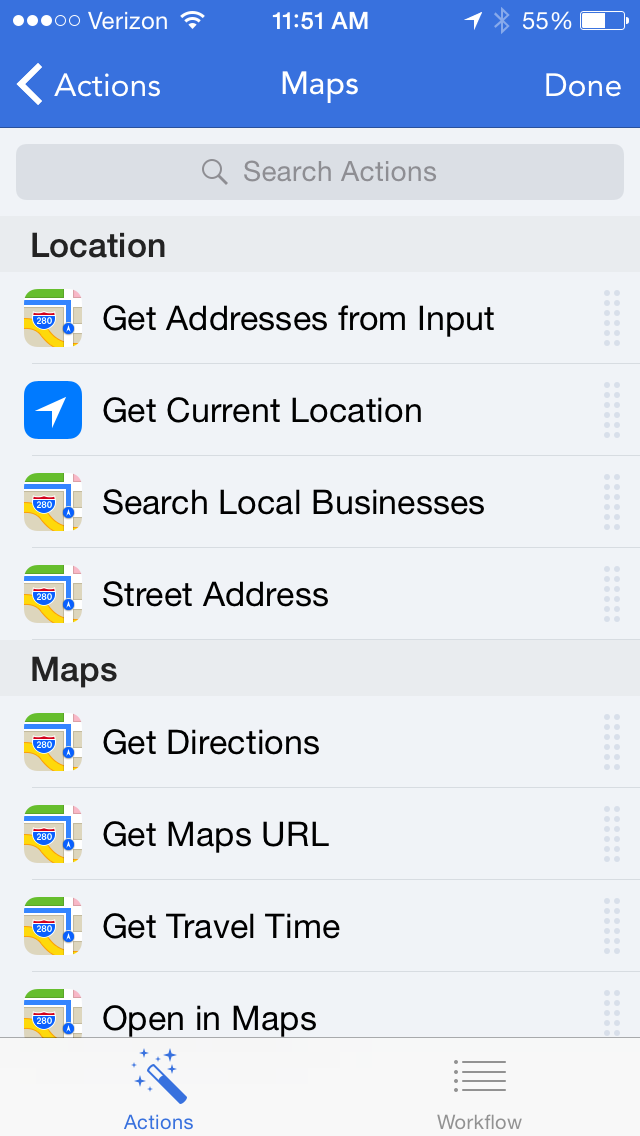 Verizon 11:51 AM 55%
Actions Maps Done
Search Actions
Location
280 Get Addresses from Input
Get Current Location
280 Search Local Businesses
280 Street Address
Maps
280 Get Directions
280 Get Maps URL
280 Get Travel Time
280 Open in Maps
Actions Workflow